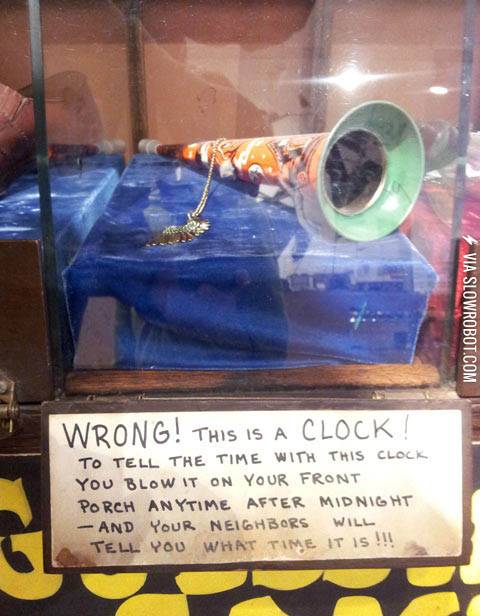 WRONG! THIS IS A CLOCK!
TO TELL THE TIME WITH THIS CLOCK
YOU BLOW IT ON YOUR FRONT
PORCH ANYTIME AFTER MIDNIGHT
—AND YOUR NEIGHBORS WILL
TELL YOU WHAT TIME IT IS!!!
VIA SLOWROBOT.COM